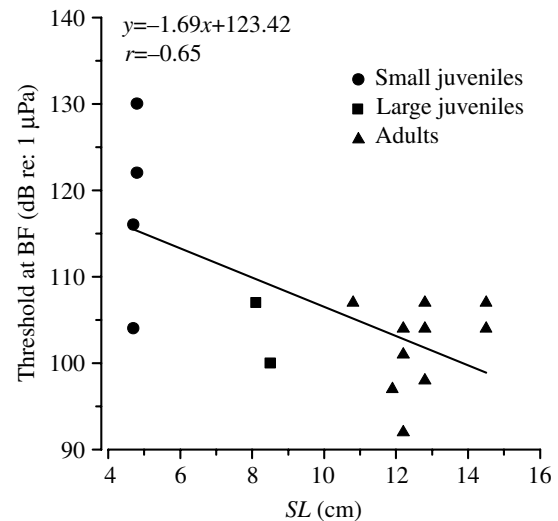 y=–1.69x+123.42
r=–0.65
Small juveniles
Large juveniles
Adults
Threshold at BF (dB re: 1 µPa)
140
130
120
110
100
90
4 6 8 10 12 14 16
SL (cm)